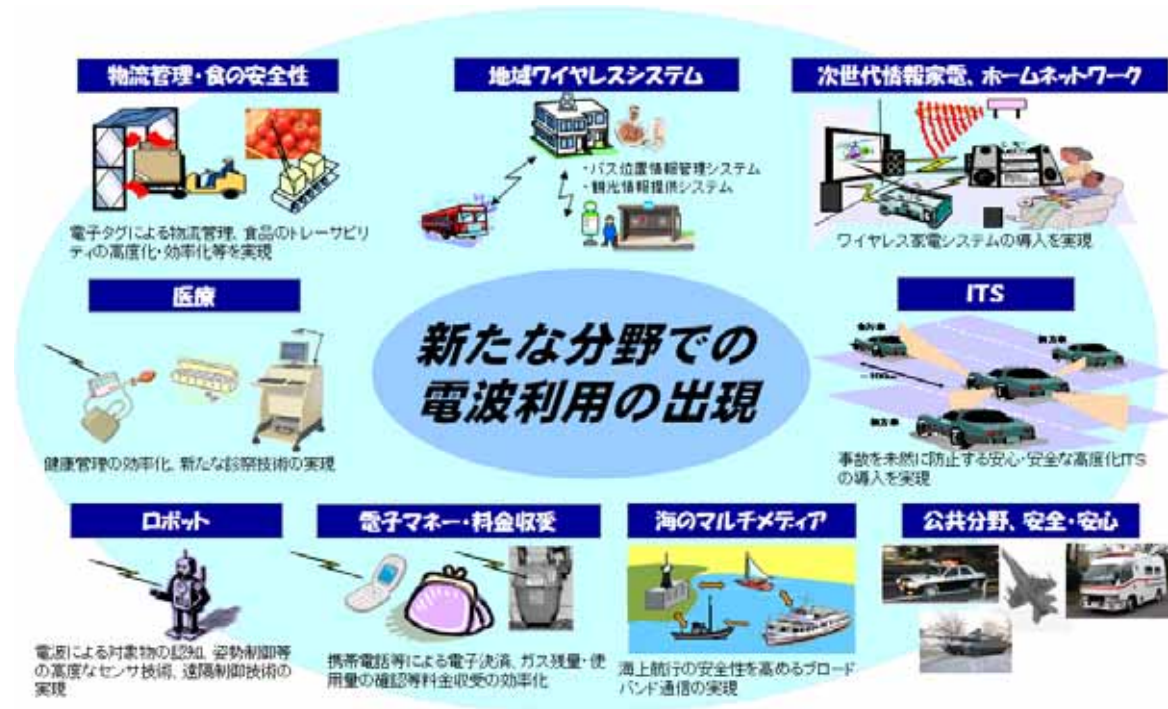 物流管理・食の安全性
電子タグによる物流管理、食品のトレーサビリ
ティの高度化・効率化等を実現
地域ワイヤレスシステム
・バス位置情報管理システム
・観光情報提供システム
次世代情報家電、ホームネットワーク
ワイヤレス家電システムの導入を実現
医療
健康管理の効率化、新たな診察技術の実現
新たな分野での
電波利用の出現
ITS
事故を未然に防止する安心・安全な高度化ITS
の導入を実現
ロボット
電波による対象物の認知、姿勢制御等
の高度なセンサ技術、遠隔制御技術の
実現
電子マネー・料金収受
携帯電話等による電子決済、ガス残量・使
用量の確認等料金収受の効率化
海のマルチメディア
海上航行の安全性を高めるブロード
バンド通信の実現
公共分野、安全・安心